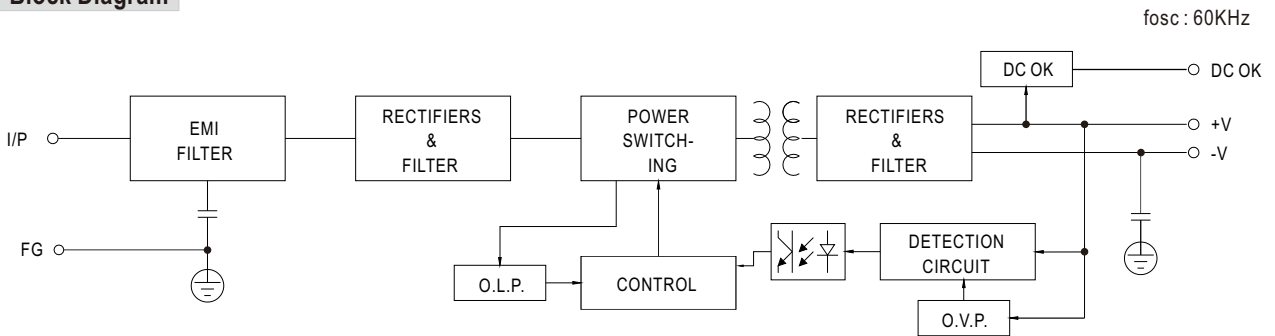 Block Diagram
fosc : 60KHz
DC OK
DC OK
I/P
EMI
FILTER
RECTIFIERS
&
FILTER
POWER
SWITCH-
ING
RECTIFIERS
&
FILTER
+V
-V
FG
O.L.P.
CONTROL
DETECTION
CIRCUIT
O.V.P.